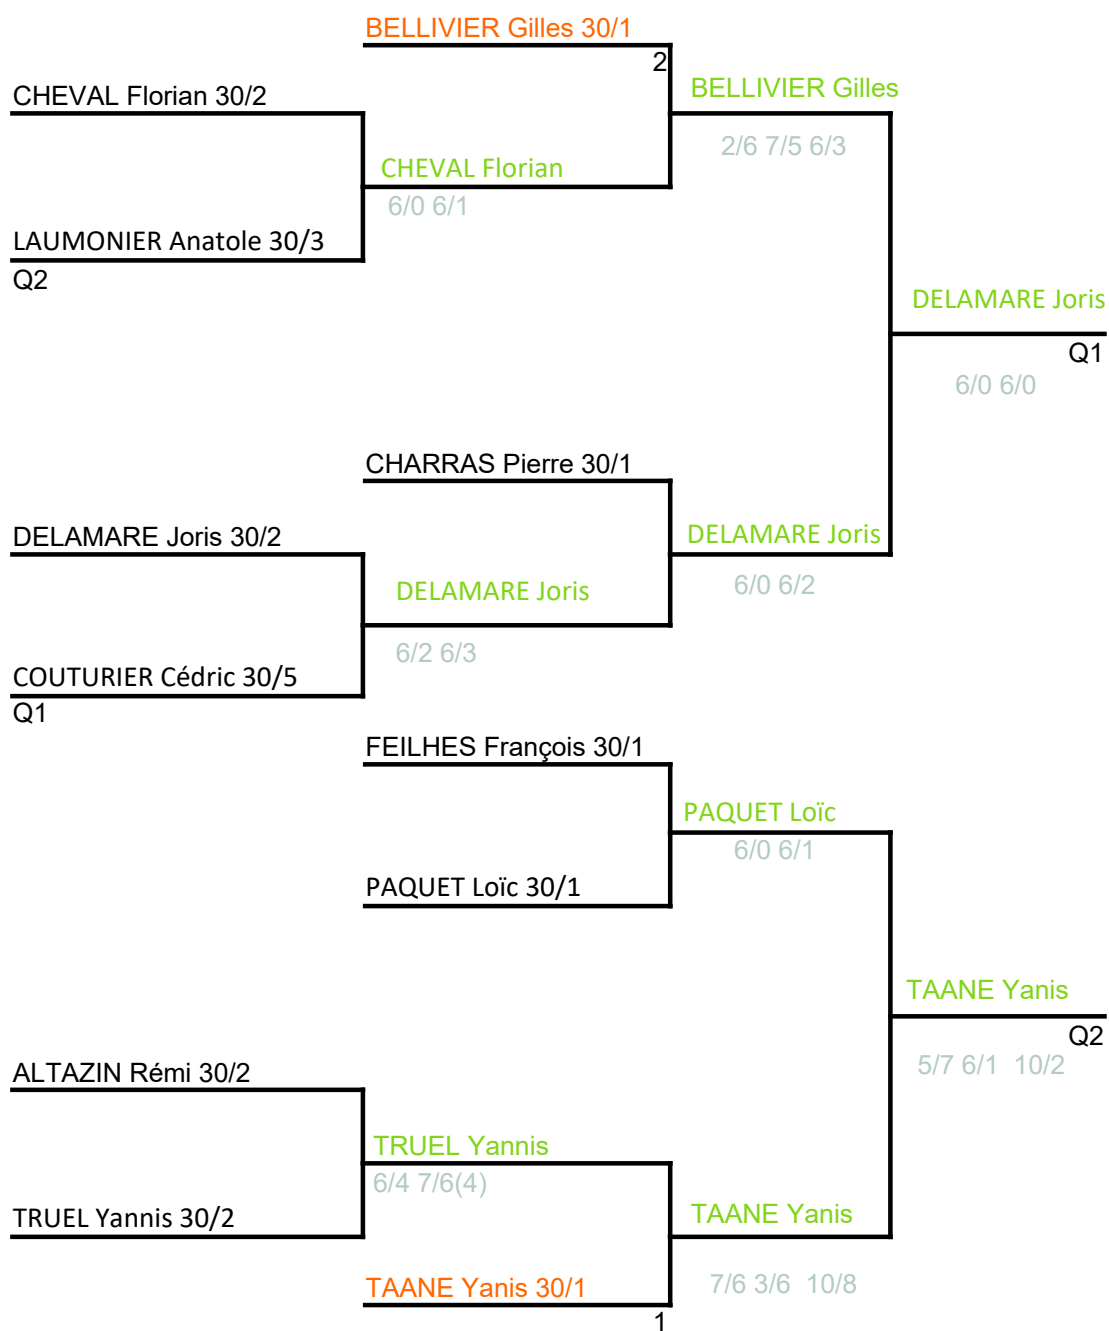 BELLIVIER Gilles 30/1
2
CHEVAL Florian 30/2
BELLIVIER Gilles
2/6 7/5 6/3
CHEVAL Florian
6/0 6/1
LAUMONIER Anatole 30/3
Q2
DELAMARE Joris
Q1
6/0 6/0
CHARRAS Pierre 30/1
DELAMARE Joris 30/2
DELAMARE Joris
6/0 6/2
DELAMARE Joris
6/2 6/3
COUTURIER Cédric 30/5
Q1
FEILHES François 30/1
PAQUET Loïc
6/0 6/1
PAQUET Loïc 30/1
TAANE Yanis
Q2
5/7 6/1  10/2
ALTAZIN Rémi 30/2
TRUEL Yannis
6/4 7/6(4)
TRUEL Yannis 30/2
TAANE Yanis
7/6 3/6  10/8
TAANE Yanis 30/1
1